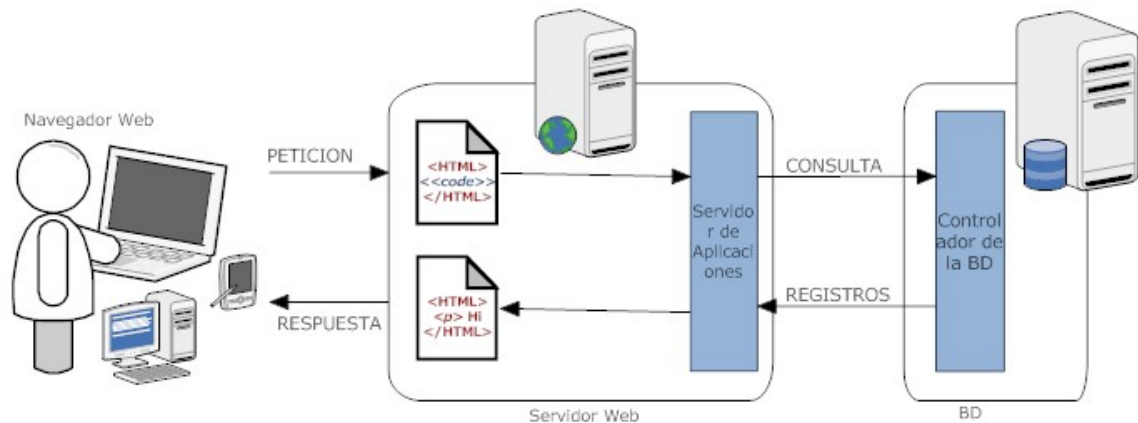 Navegador Web
PETICION
<HTML>
<<code>>
</HTML>
CONSULTA
Servido
r de
Aplicaci
ones
Control
ador de
la BD
<HTML>
<p> Hi
</HTML>
REGISTROS
RESPUESTA
Servidor Web
BD